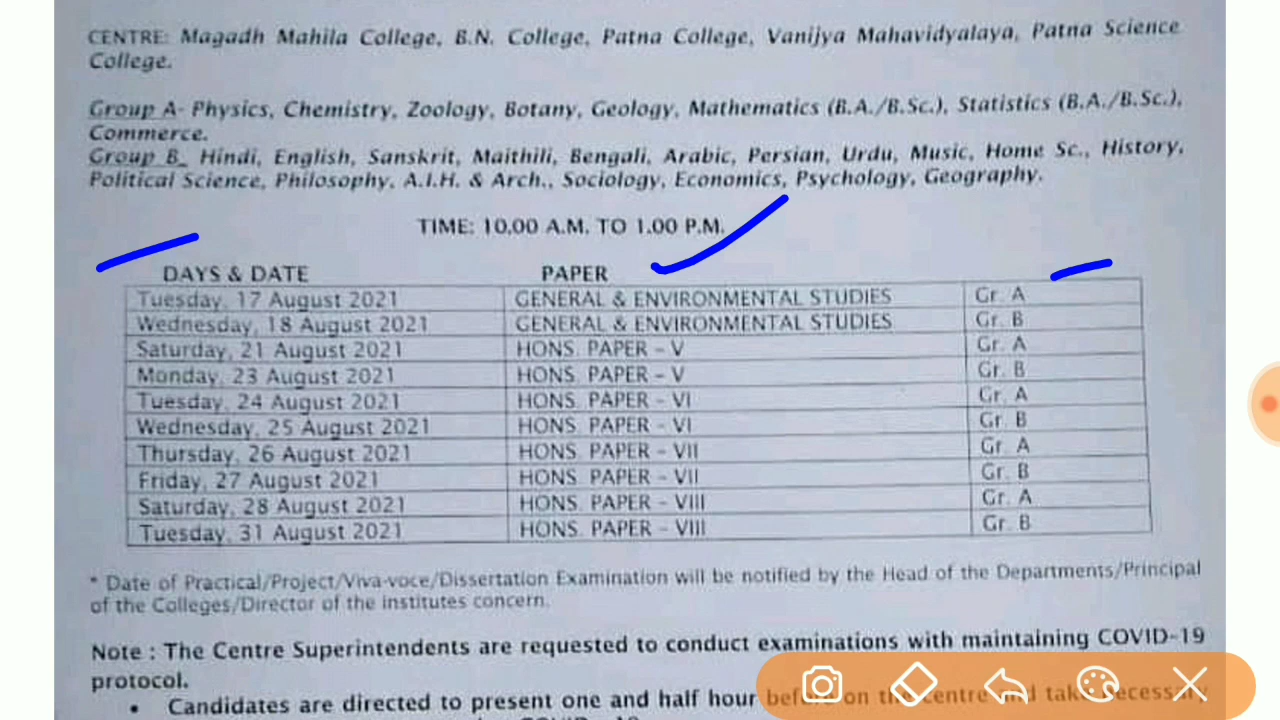 CENTRE: Magadh Mahila College, B.N. College, Patna College, Vanijya Mahavidyalaya, Patna Science
College.
Group A- Physics, Chemistry, Zoology, Botany, Geology, Mathematics (B.A./B.Sc.), Statistics (B.A./B.Sc.),
Commerce.
Group B_ Hindi, English, Sanskrit, Maithili, Bengali, Arabic, Persian, Urdu, Music, Home Sc., History,
Political Science, Philosophy, A.I.H. & Arch., Sociology, Economics, Psychology, Geography.
TIME: 10.00 A.M. TO 1.00 P.M.
DAYS & DATE PAPER
Tuesday, 17 August 2021 GENERAL & ENVIRONMENTAL STUDIES Gr. A
Wednesday, 18 August 2021 GENERAL & ENVIRONMENTAL STUDIES Gr. B
Saturday, 21 August 2021 HONS. PAPER - V Gr. A
Monday, 23 August 2021 HONS. PAPER - V Gr. B
Tuesday, 24 August 2021 HONS. PAPER - VI Gr. A
Wednesday, 25 August 2021 HONS. PAPER - VI Gr. B
Thursday, 26 August 2021 HONS. PAPER - VII Gr. A
Friday, 27 August 2021 HONS. PAPER - VII Gr. B
Saturday, 28 August 2021 HONS. PAPER - VIII Gr. A
Tuesday, 31 August 2021 HONS. PAPER - VIII Gr. B
* Date of Practical/Project/Viva-voce/Dissertation Examination will be notified by the Head of the Departments/Principal
of the Colleges/Director of the institutes concern.
Note : The Centre Superintendents are requested to conduct examinations with maintaining COVID-19
protocol.
• Candidates are directed to present one and half hour before on the centre and take necessary